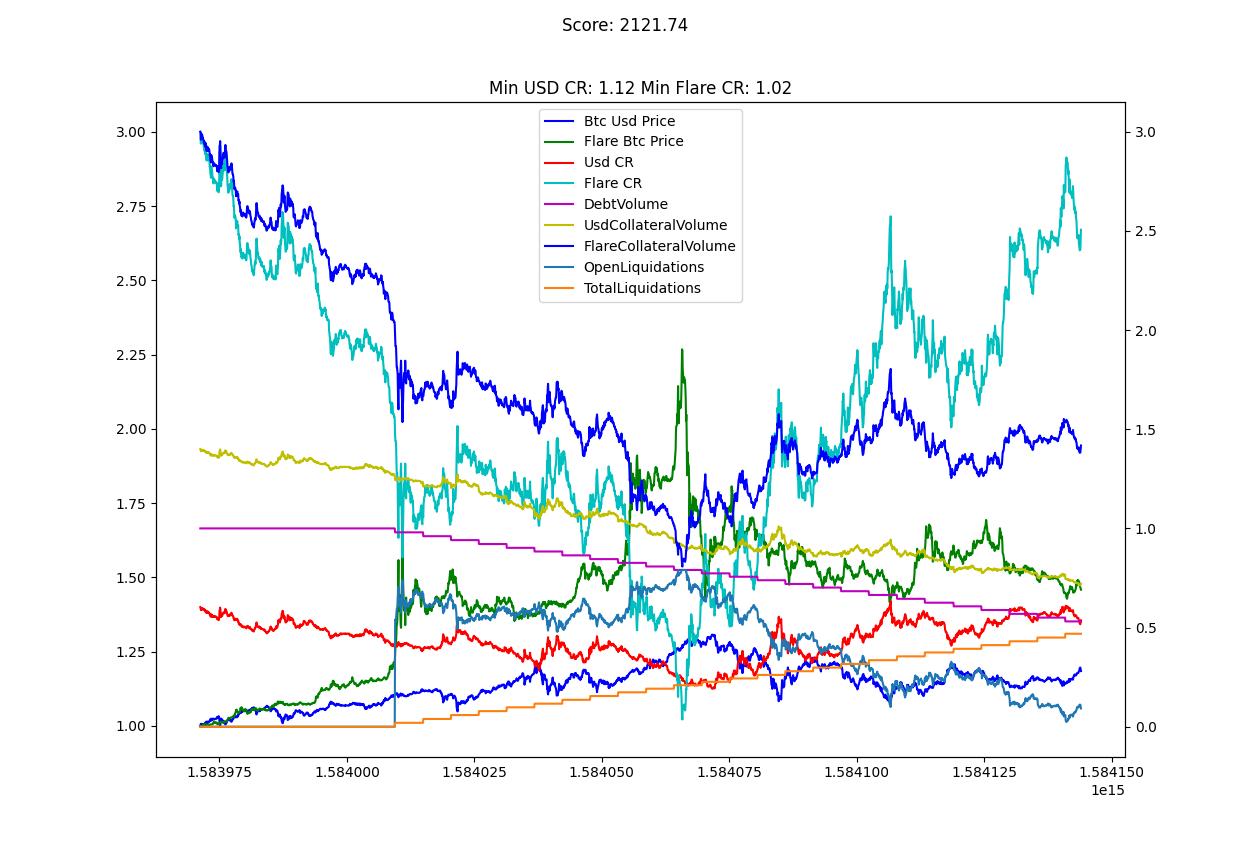 Score: 2121.74
Min USD CR: 1.12 Min Flare CR: 1.02
3.00
2.75
2.50
2.25
2.00
1.75
1.50
1.25
1.00
Btc Usd Price
Flare Btc Price
Usd CR
Flare CR
DebtVolume
UsdCollateralVolume
FlareCollateralVolume
OpenLiquidations
TotalLiquidations
3.0
2.5
2.0
1.5
1.0
0.5
0.0
1.583975
1.584000
1.584025
1.584050
1.584075
1.584100
1.584125
1.584150
1e15